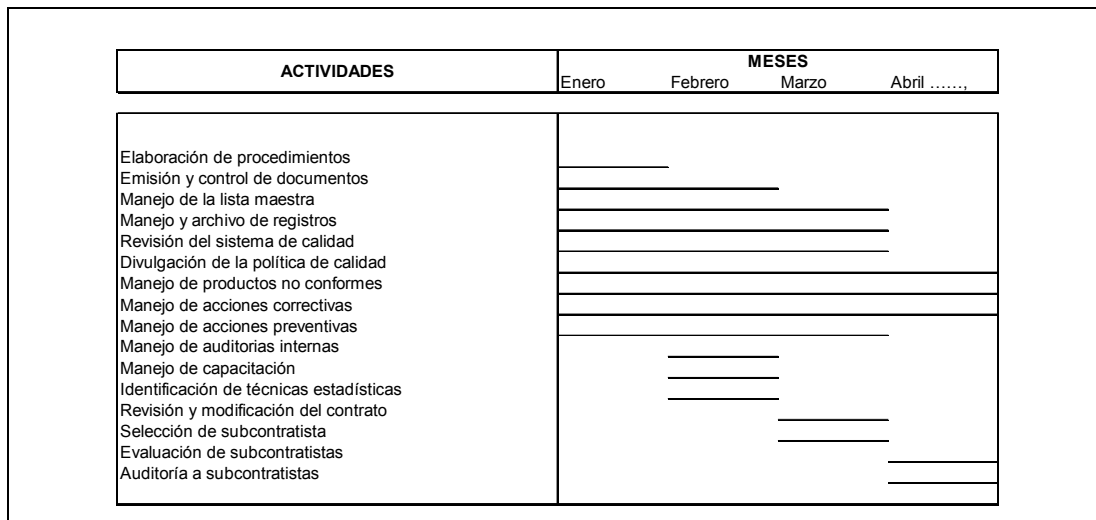 ACTIVIDADES
MESES
Enero Febrero Marzo Abril ……,
Elaboración de procedimientos
Emisión y control de documentos
Manejo de la lista maestra
Manejo y archivo de registros
Revisión del sistema de calidad
Divulgación de la política de calidad
Manejo de productos no conformes
Manejo de acciones correctivas
Manejo de acciones preventivas
Manejo de auditorias internas
Manejo de capacitación
Identificación de técnicas estadísticas
Revisión y modificación del contrato
Selección de subcontratista
Evaluación de subcontratistas
Auditoría a subcontratistas